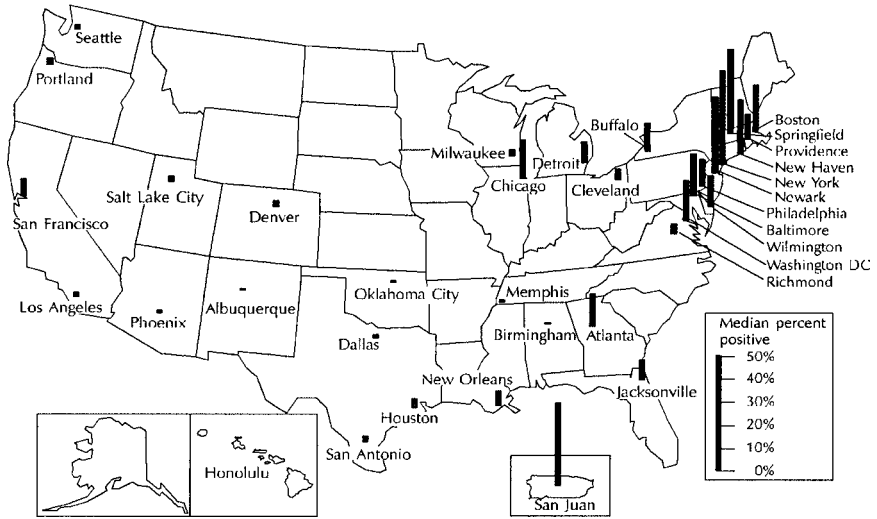 Seattle
Portland
Buffalo
Boston
Springfield
Milwaukee
Detroit
Providence
New Haven
Chicago
Cleveland
New York
Salt Lake City
Newark
San Francisco
Denver
Philadelphia
Baltimore
Wilmington
Washington DC
Richmond
Los Angeles
Albuquerque
Oklahoma City
Memphis
Phoenix
Birmingham
Atlanta
Dallas
Median percent
positive
50%
40%
30%
20%
10%
0%
New Orleans
Jacksonville
Houston
San Antonio
Honolulu
San Juan